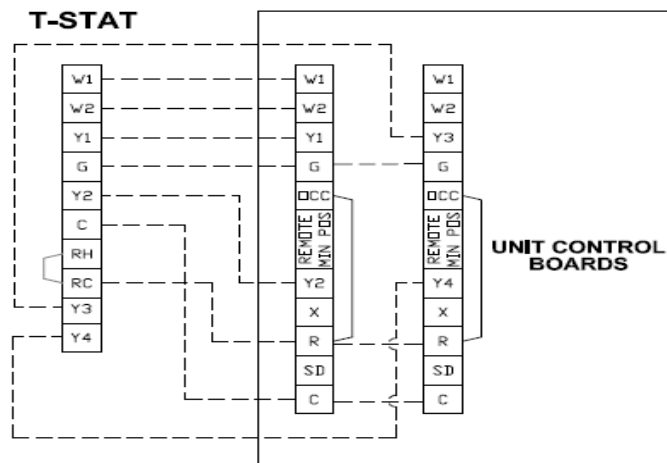 T-STAT
W1
W2
Y1
G
Y2
C
RH
RC
Y3
Y4
W1
W2
Y1
G
OCC
REMOTE
MIN POS
Y2
X
R
SD
C
W1
W2
Y3
G
OCC
REMOTE
MIN POS
Y4
X
R
SD
C
UNIT CONTROL
BOARDS